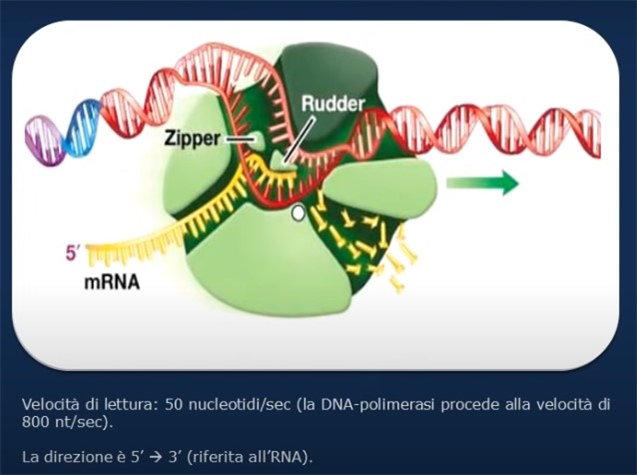 Rudder
Zipper
5′
mRNA
Velocità di lettura: 50 nucleotidi/sec (la DNA-polimerasi procede alla velocità di
800 nt/sec).
La direzione è 5’ → 3’ (riferita all’RNA).